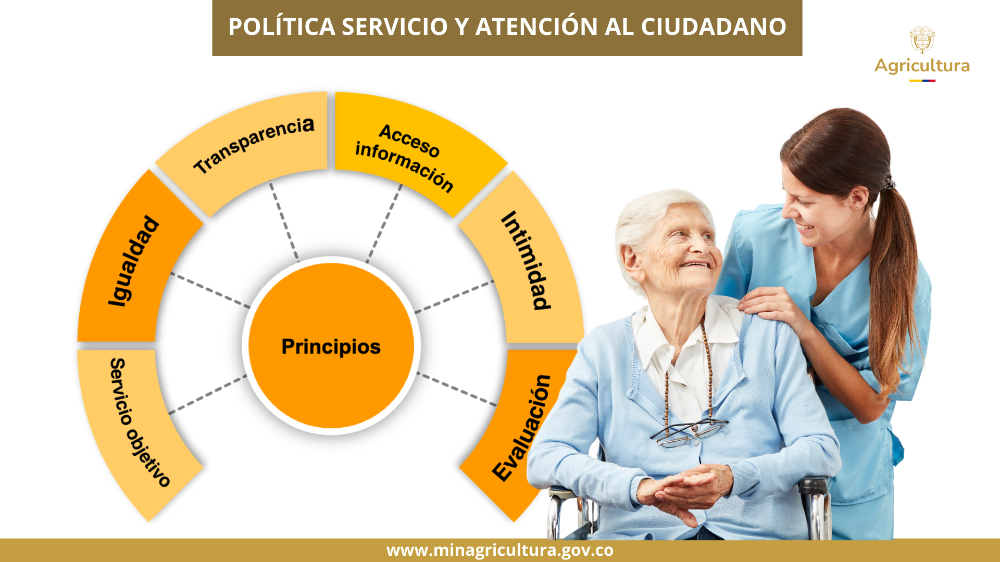 POLÍTICA SERVICIO Y ATENCIÓN AL CIUDADANO
Agricultura
Servicio objetivo
Igualdad
Transparencia
Acceso
información
Intimidad
Evaluación
Principios
www.minagricultura.gov.co